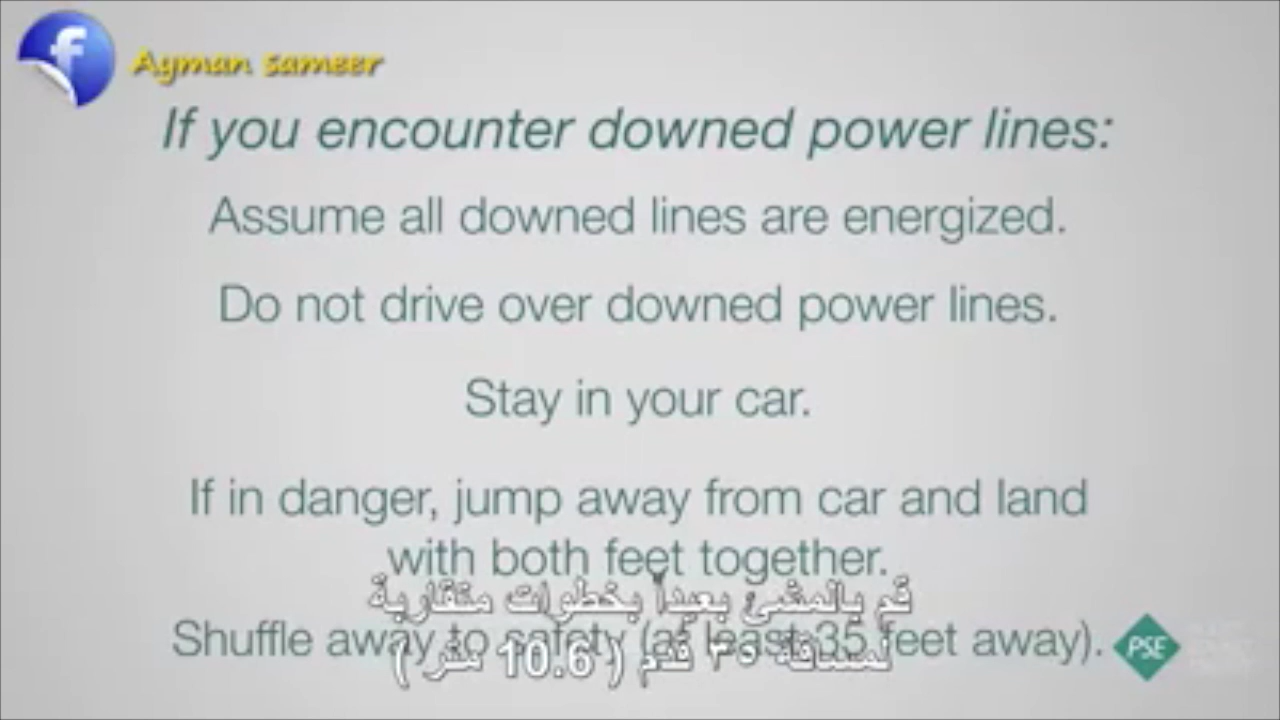 Ayman sameer
If you encounter downed power lines:
Assume all downed lines are energized.
Do not drive over downed power lines.
Stay in your car.
If in danger, jump away from car and land
with both feet together.
قم بالمشئ بعيداً بخطوات متقاربة
Shuffle away to safety (at least 35 feet away).
لمسافة ٣٥ قدم ( 10.6 متر )
PSE